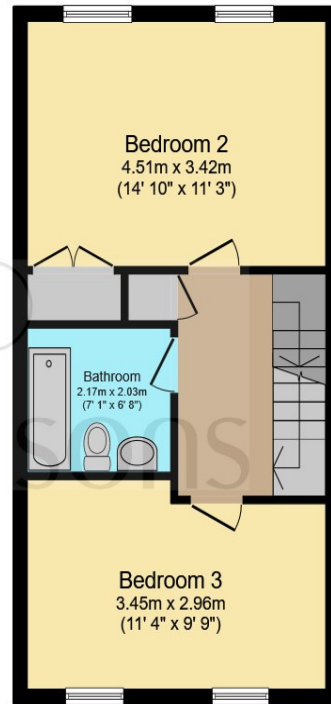 Bedroom 2
4.51m x 3.42m
(14' 10" x 11' 3")
Bathroom
2.17m x 2.03m
(7' 1" x 6' 8")
sons
Bedroom 3
3.45m x 2.96m
(11' 4" x 9' 9")